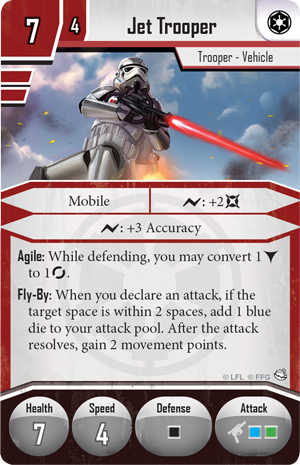 7
4
Jet Trooper
Trooper - Vehicle
Mobile
: +2
: +3 Accuracy
Agile: While defending, you may convert 1
to 1 .
Fly-By: When you declare an attack, if the
target space is within 2 spaces, add 1 blue
die to your attack pool. After the attack
resolves, gain 2 movement points.
© LFL © FFG
Health
Speed
Defense
Attack
7
4